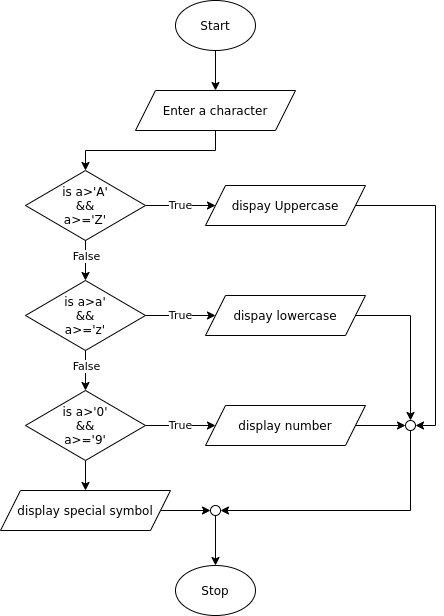 Start
Enter a character
is a>'A'
&&
a>='Z'
True
dispay Uppercase
False
is a>a'
&&
a>='z'
True
dispay lowercase
False
is a>'0'
&&
a>='9'
True
display number
display special symbol
Stop